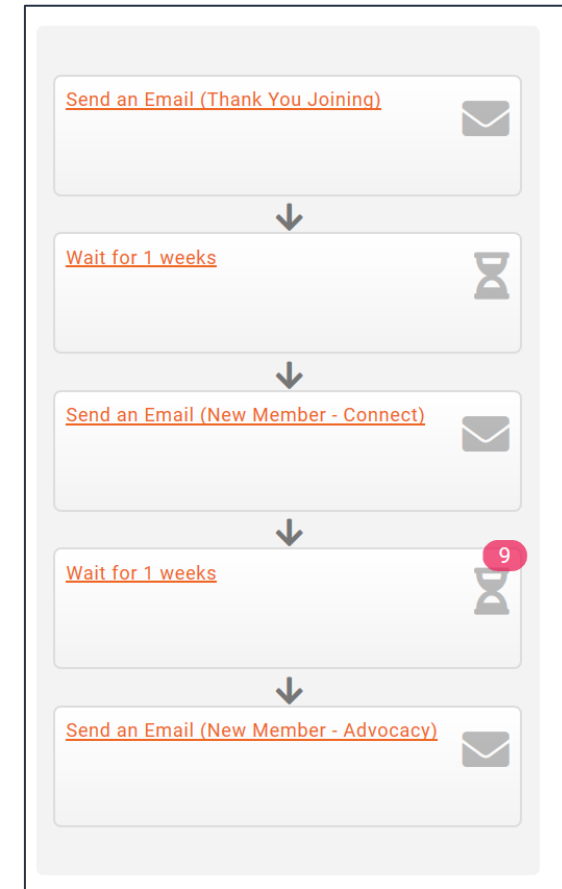 Send an Email (Thank You Joining)
Wait for 1 weeks
Send an Email (New Member - Connect)
9
Wait for 1 weeks
Send an Email (New Member - Advocacy)